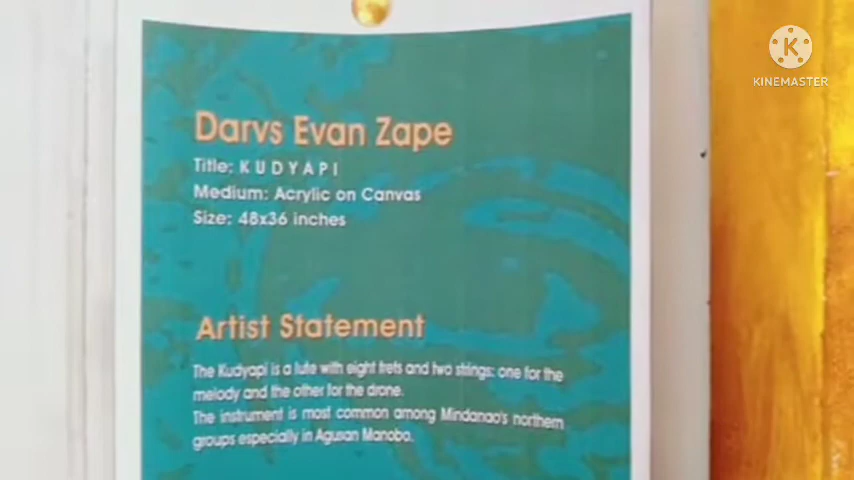 K
KINEMASTER
Darvs Evan Zape
Title: KUDYAPI
Medium: Acrylic on Canvas
Size: 48x36 inches
Artist Statement
The Kudyapi is a lute with eight frets and two strings: one for the
melody and the other for the drone.
The instrument is most common among Mindanao's northern
groups especially in Agusan Manobo.